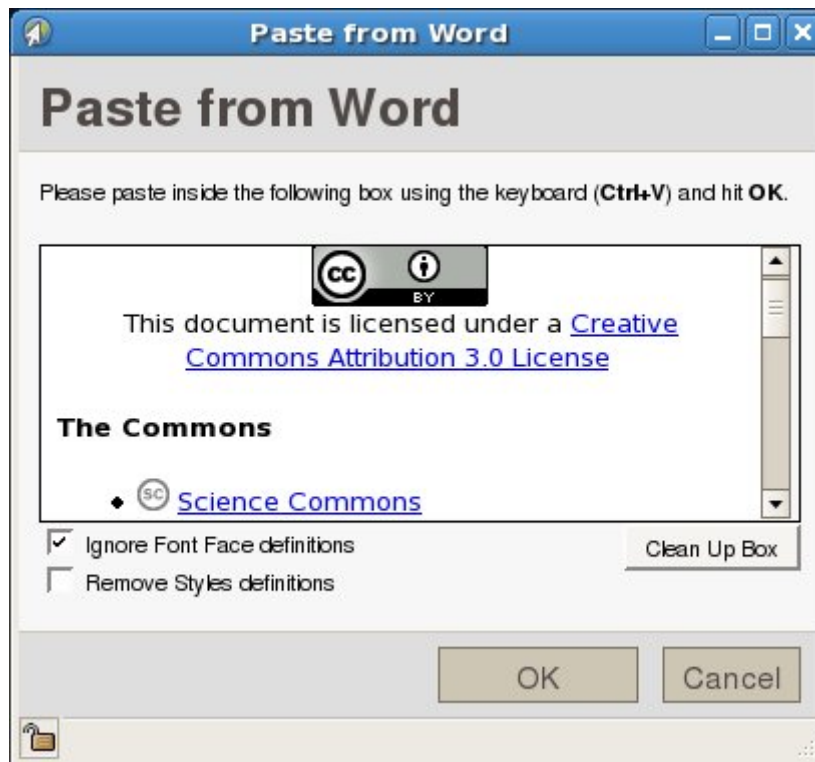 Paste from Word
Paste from Word
Please paste inside the following box using the keyboard (Ctrl+V) and hit OK.
cc
BY
This document is licensed under a Creative
Commons Attribution 3.0 License
The Commons
sc Science Commons
Ignore Font Face definitions
Clean Up Box
Remove Styles definitions
OK
Cancel